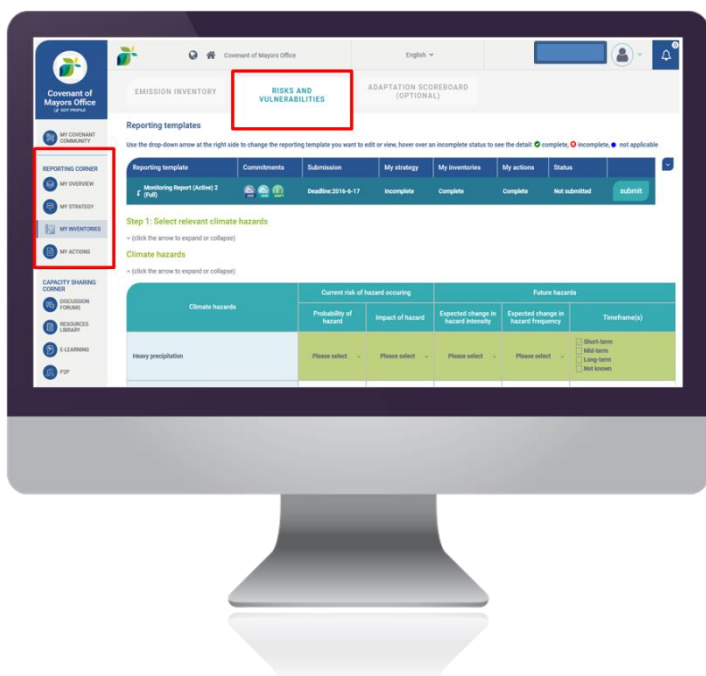 Covenant of Mayors Office
English
0
Covenant of
Mayors Office
EDIT PROFILE
MY COVENANT
COMMUNITY
REPORTING CORNER
MY OVERVIEW
MY STRATEGY
MY INVENTORIES
MY ACTIONS
CAPACITY SHARING
CORNER
DISCUSSION
FORUMS
RESOURCES
LIBRARY
E-LEARNING
P2P
EMISSION INVENTORY
RISKS AND
VULNERABILITIES
ADAPTATION SCOREBOARD
(OPTIONAL)
Reporting templates
Use the drop-down arrow at the right side to change the reporting template you want to edit or view, hover over an incomplete status to see the detail: complete, incomplete, not applicable
Reporting template Commitments Submission My strategy My inventories My actions Status
Monitoring Report (Active) 2
(Full)
Deadline:2016-6-17 Incomplete Complete Complete Not submitted submit
Step 1: Select relevant climate hazards
(click the arrow to expand or collapse)
Climate hazards
(click the arrow to expand or collapse)
Climate hazards
Current risk of hazard occuring Future hazards
Probability of
hazard
Impact of hazard
Expected change in
hazard intensity
Expected change in
hazard frequency
Timeframe(s)
Heavy precipitation
Please select Please select Please select Please select
Short-term
Mid-term
Long-term
Not known